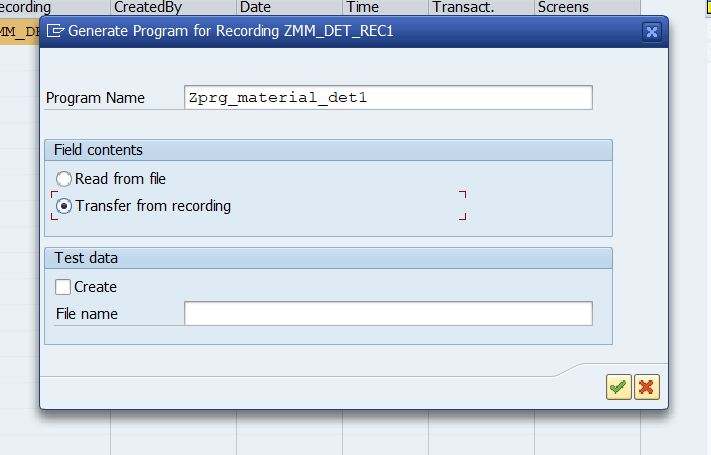 ecording CreatedBy Date Time Transact. Screens
MM_DE
Generate Program for Recording ZMM_DET_REC1
Program Name Zprg_material_det1
Field contents
Read from file
Transfer from recording
Test data
Create
File name